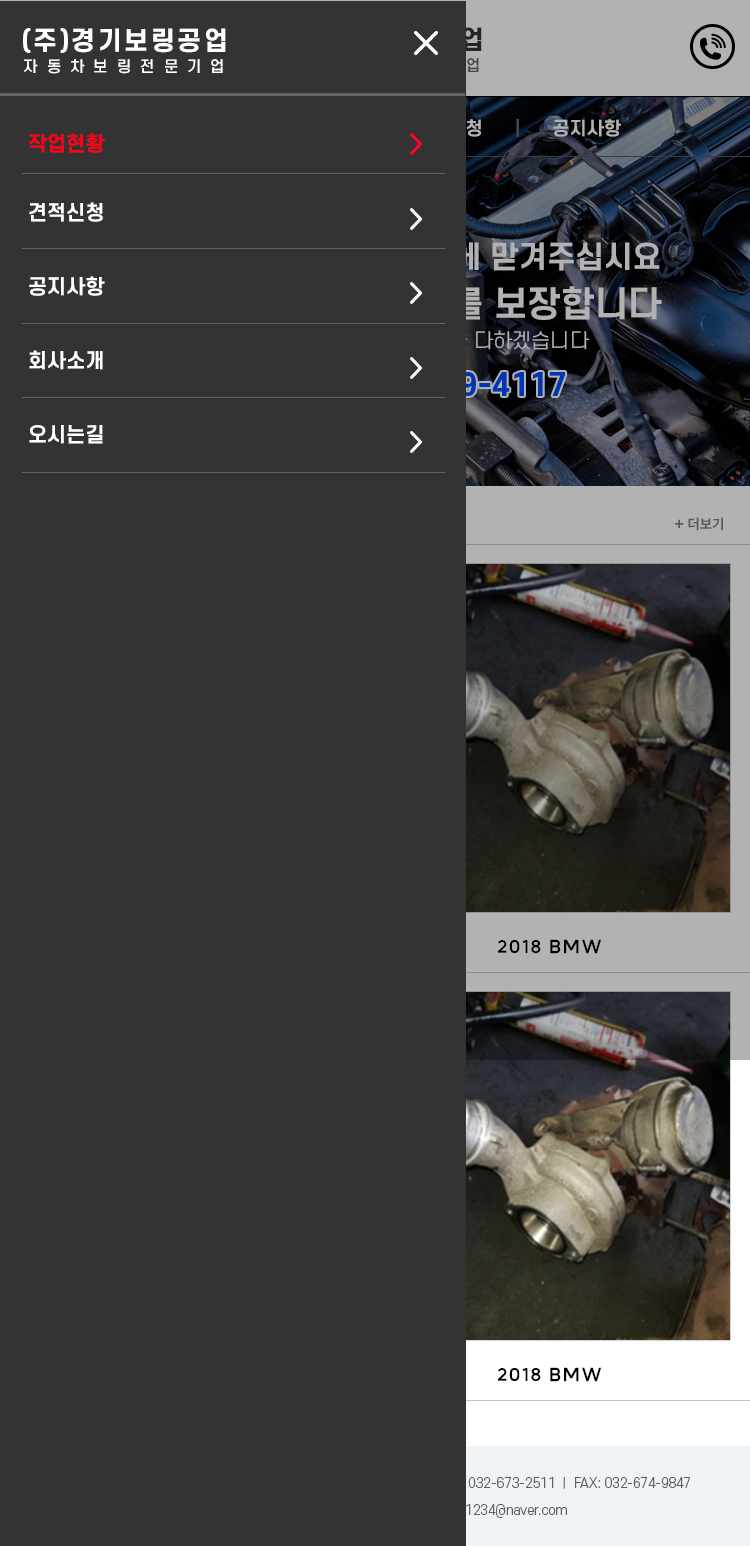 (주)경기보링공업
자동차보링전문기업
업
업
작업현황
견적신청
공지사항
회사소개
오시는길
청 | 공지사항
맡겨주십시요
를 보장합니다
다하겠습니다
9-4117
+ 더보기
2018 BMW
2018 BMW
032-673-2511 | FAX: 032-674-9847
1234@naver.com